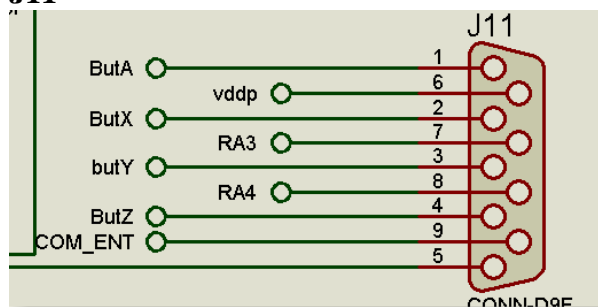 J11
ButA 1
vddp 6
ButX 2
RA3 7
butY 3
RA4 8
ButZ 4
COM_ENT 9
5